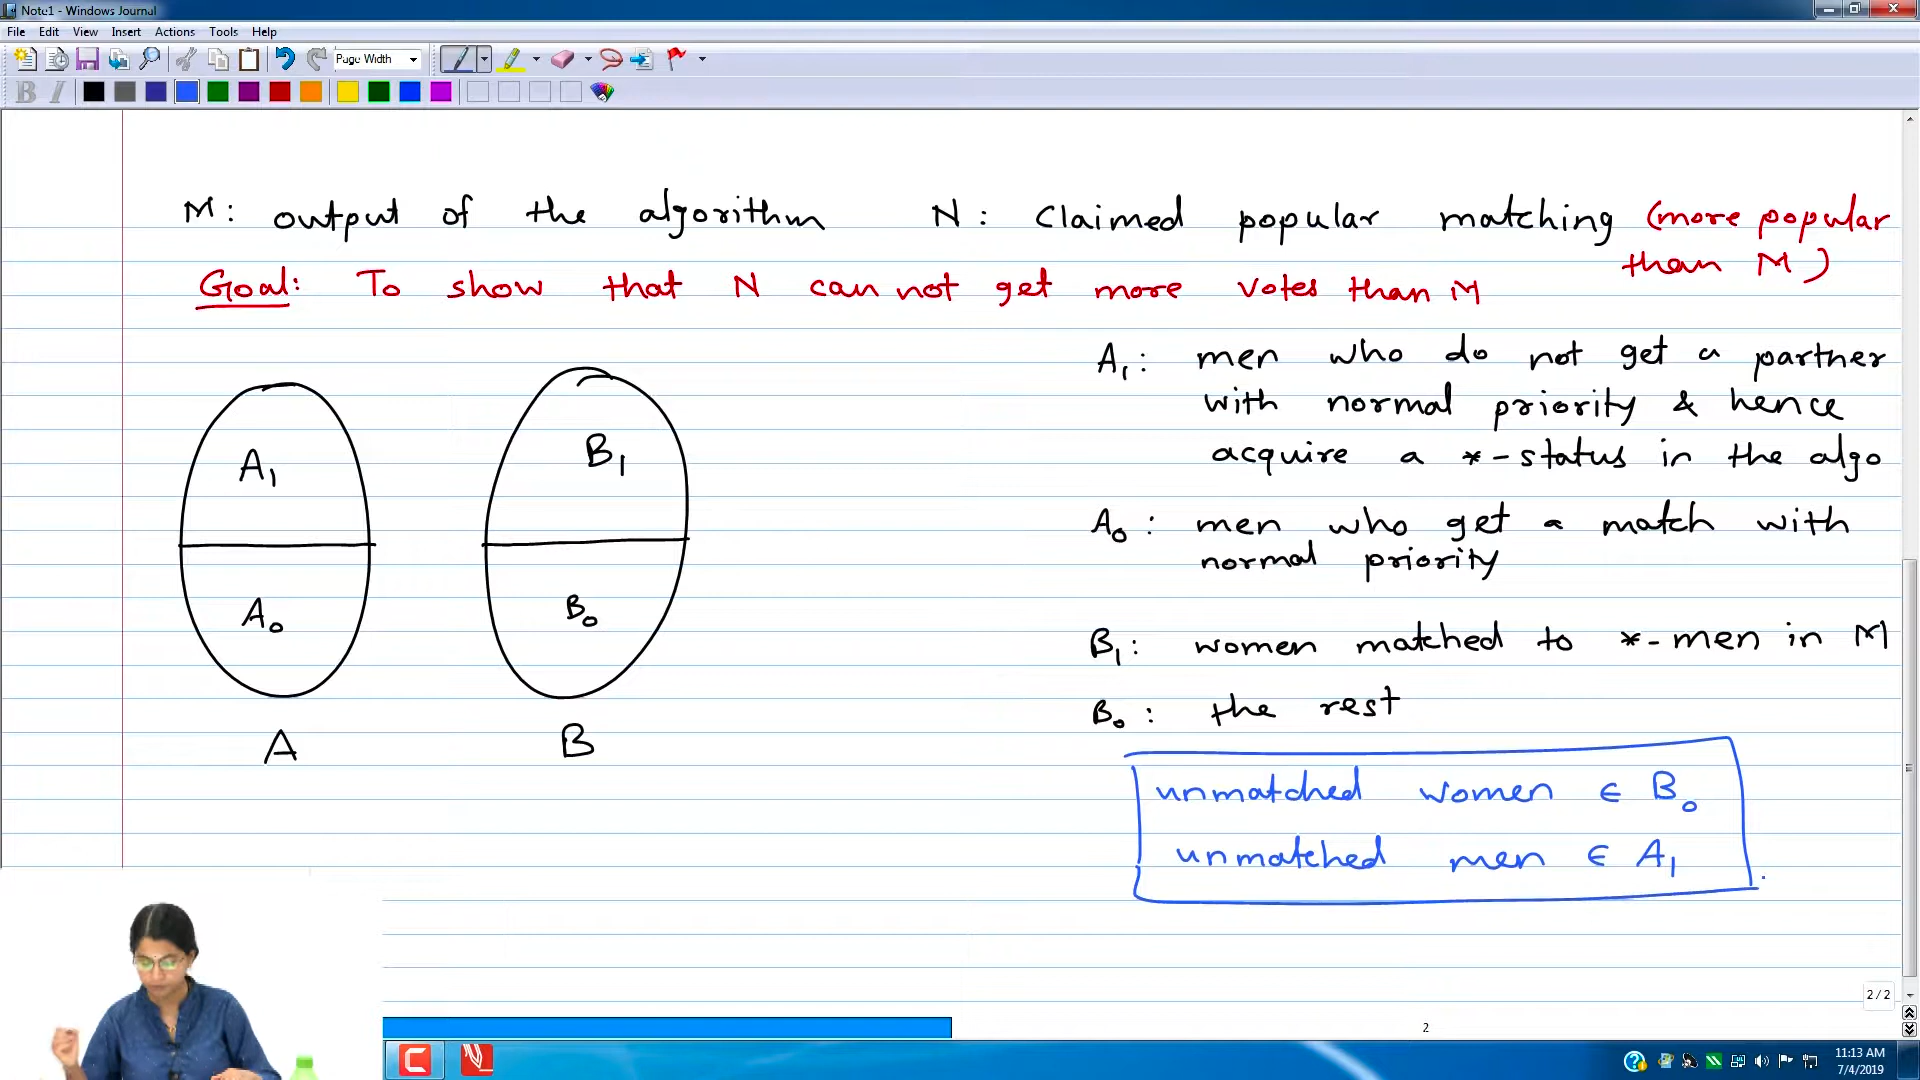 Note1 - Windows Journal
File Edit View Insert Actions Tools Help
Page Width
B I
M: output of the algorithm N: claimed popular matching (more popular
than M)
Goal: To show that N can not get more votes than M
A1: men who do not get a partner
with normal priority & hence
acquire a *-status in the algo
A0: men who get a match with
normal priority
B1: women matched to *-men in M
B0: the rest
unmatched women ∈ B0
unmatched men ∈ A1
A1
A0
A
B1
B0
B
2 / 2
2
11:13 AM
7/4/2019